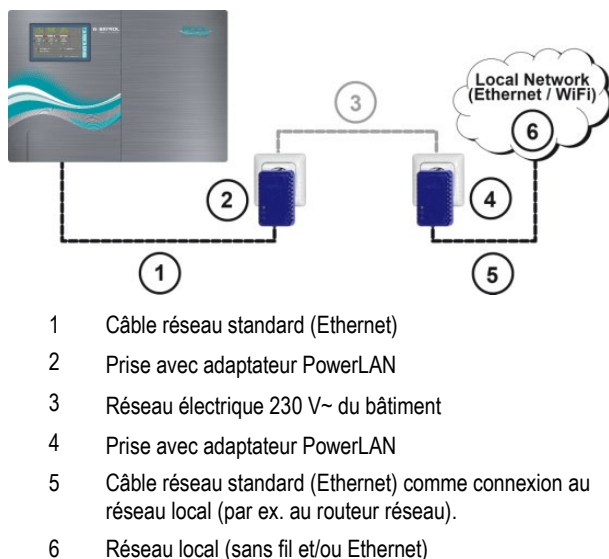 BAYROL
POOL
Local Network
(Ethernet / WiFi)
3
6
2
4
1
5
1 Câble réseau standard (Ethernet)
2 Prise avec adaptateur PowerLAN
3 Réseau électrique 230 V~ du bâtiment
4 Prise avec adaptateur PowerLAN
5 Câble réseau standard (Ethernet) comme connexion au
réseau local (par ex. au routeur réseau).
6 Réseau local (sans fil et/ou Ethernet)